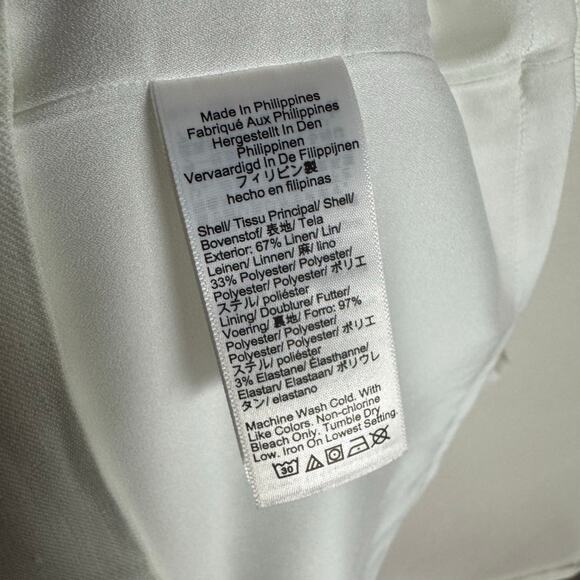 Made In Philippines
Fabriqué Aux Philippines
Hergestellt In Den
Philippinen
Vervaardigd In De Filippijnen
フィリピン製
hecho en filipinas
Shell/ Tissu Principal/ Shell/
Bovenstof/ 表地/ Tela
Exterior: 67% Linen/ Lin/
Leinen/ Linnen/ 麻/ lino
33% Polyester/ Polyester/
Polyester/ Polyester/ ポリエ
ステル/ poliéster
Lining/ Doublure/ Futter/
Voering/ 裏地/ Forro: 97%
Polyester/ Polyester/
Polyester/ Polyester/ ポリエ
ステル/ poliéster
3% Elastane/ Élasthanne/
Elastan/ Elastaan/ ポリウレ
タン/ elastano
Machine Wash Cold. With
Like Colors. Non-chlorine
Bleach Only. Tumble Dry
Low. Iron On Lowest Setting.
30